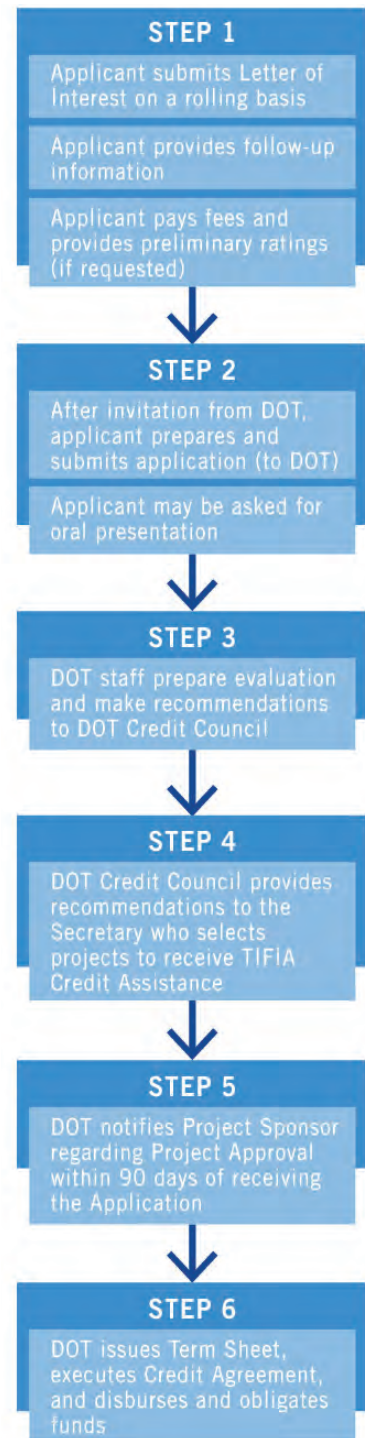 STEP 1
Applicant submits Letter of
Interest on a rolling basis
Applicant provides follow-up
information
Applicant pays fees and
provides preliminary ratings
(if requested)
STEP 2
After invitation from DOT,
applicant prepares and
submits application (to DOT)
Applicant may be asked for
oral presentation
STEP 3
DOT staff prepare evaluation
and make recommendations
to DOT Credit Council
STEP 4
DOT Credit Council provides
recommendations to the
Secretary who selects
projects to receive TIFIA
Credit Assistance
STEP 5
DOT notifies Project Sponsor
regarding Project Approval
within 90 days of receiving
the Application
STEP 6
DOT issues Term Sheet,
executes Credit Agreement,
and disburses and obligates
funds